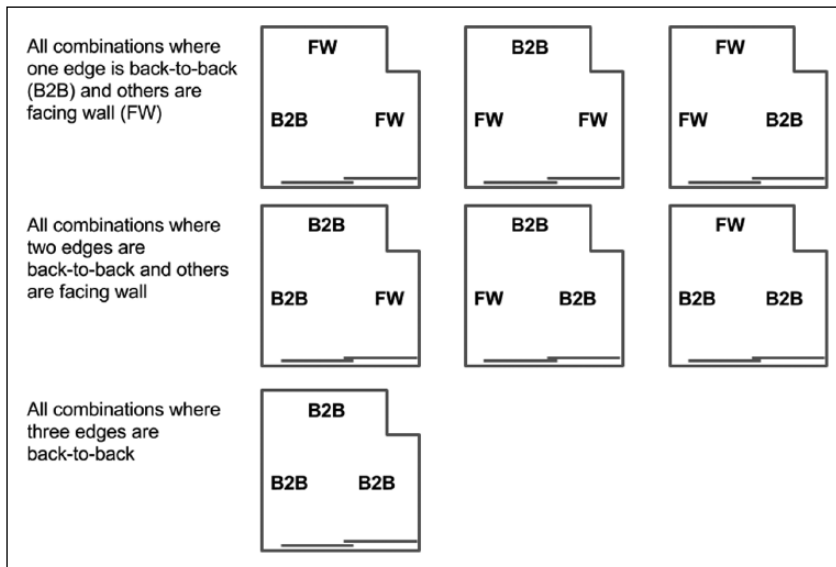 All combinations where
one edge is back-to-back
(B2B) and others are
facing wall (FW)
FW
B2B
FW
B2B
FW
FW
FW
FW
B2B
All combinations where
two edges are
back-to-back and others
are facing wall
B2B
B2B
FW
B2B
FW
B2B
FW
B2B
B2B
All combinations where
three edges are
back-to-back
B2B
B2B
B2B